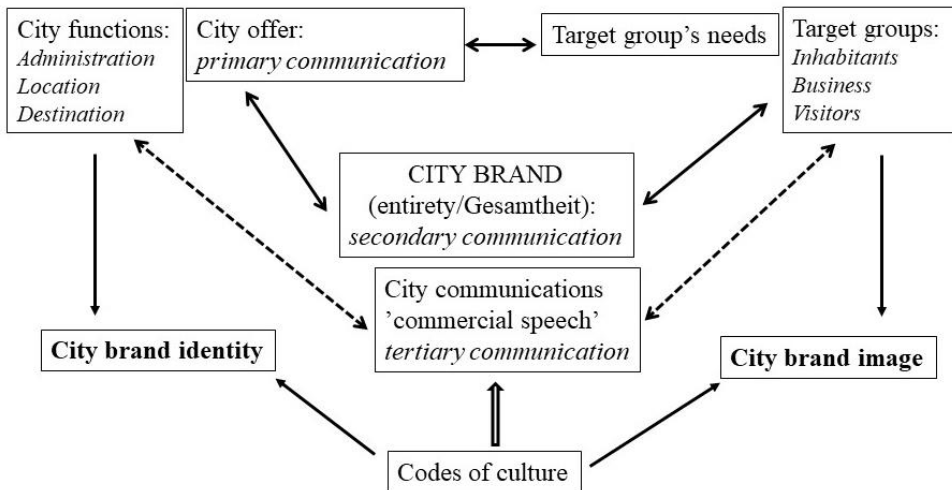 City functions:
Administration
Location
Destination
City offer:
primary communication
Target group’s needs
Target groups:
Inhabitants
Business
Visitors
CITY BRAND
(entirety/Gesamtheit):
secondary communication
City communications
’commercial speech’
tertiary communication
City brand identity
City brand image
Codes of culture